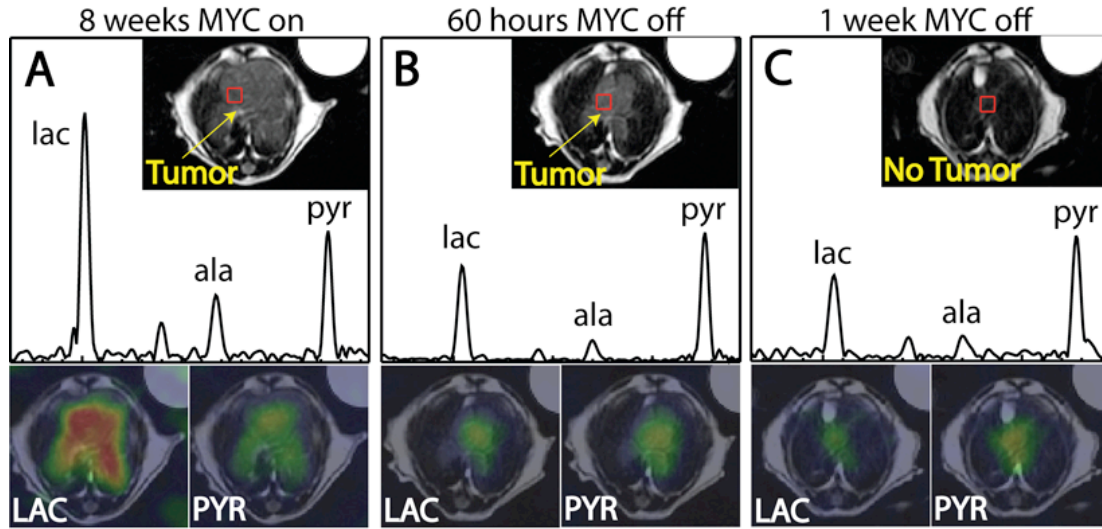 8 weeks MYC on
60 hours MYC off
1 week MYC off
A
lac
Tumor
ala
pyr
B
Tumor
lac
ala
pyr
C
No Tumor
lac
ala
pyr
LAC
PYR
LAC
PYR
LAC
PYR